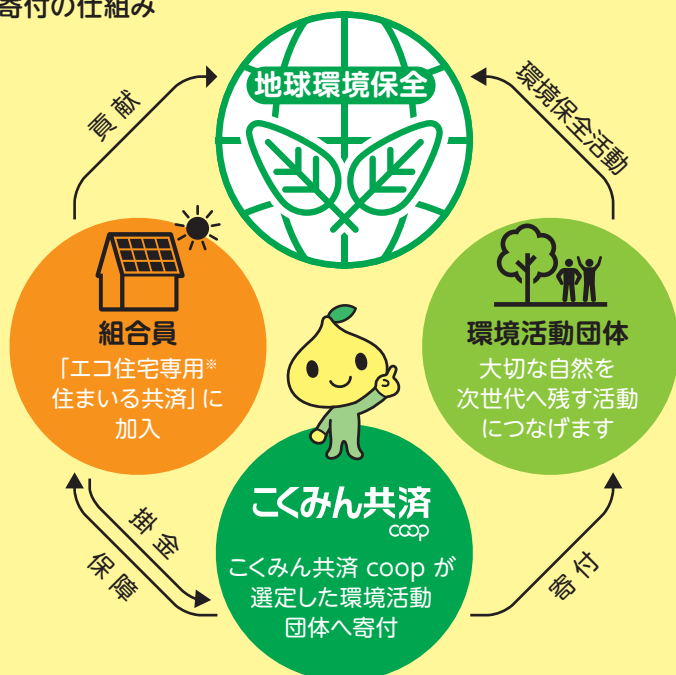 寄付の仕組み
地球環境保全
貢献
環境保全活動
組合員
「エコ住宅専用※
住まいる共済」に
加入
環境活動団体
大切な自然を
次世代へ残す活動
につなげます
掛金
保障
こくみん共済
coop
こくみん共済 coop が
選定した環境活動
団体へ寄付
寄付